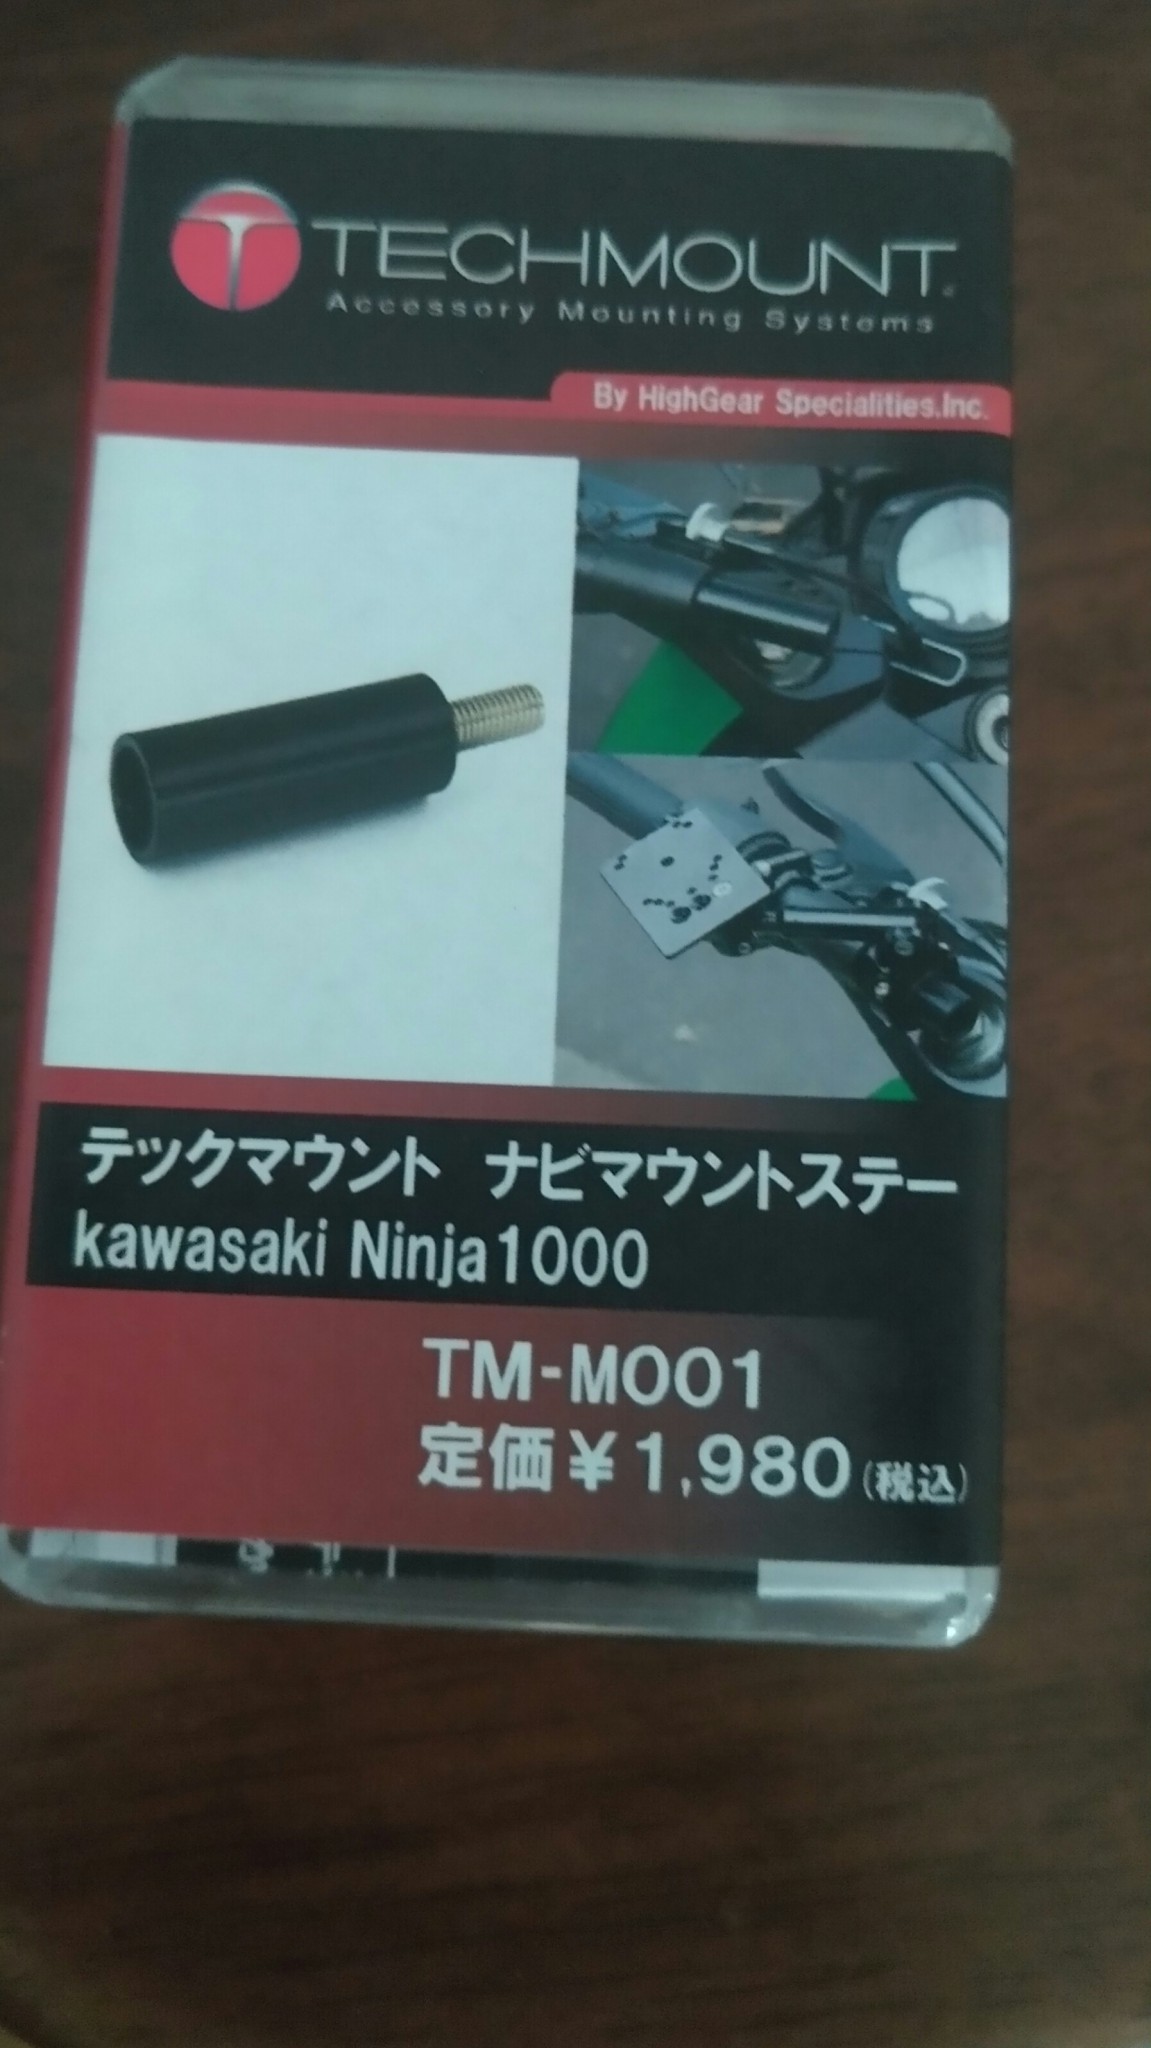 TECHMOUNT
Accessory Mounting Systems
By HighGear Specialities.Inc.
テックマウント ナビマウントステー
kawasaki Ninja1000
TM-M001
定価￥1,980(税込)